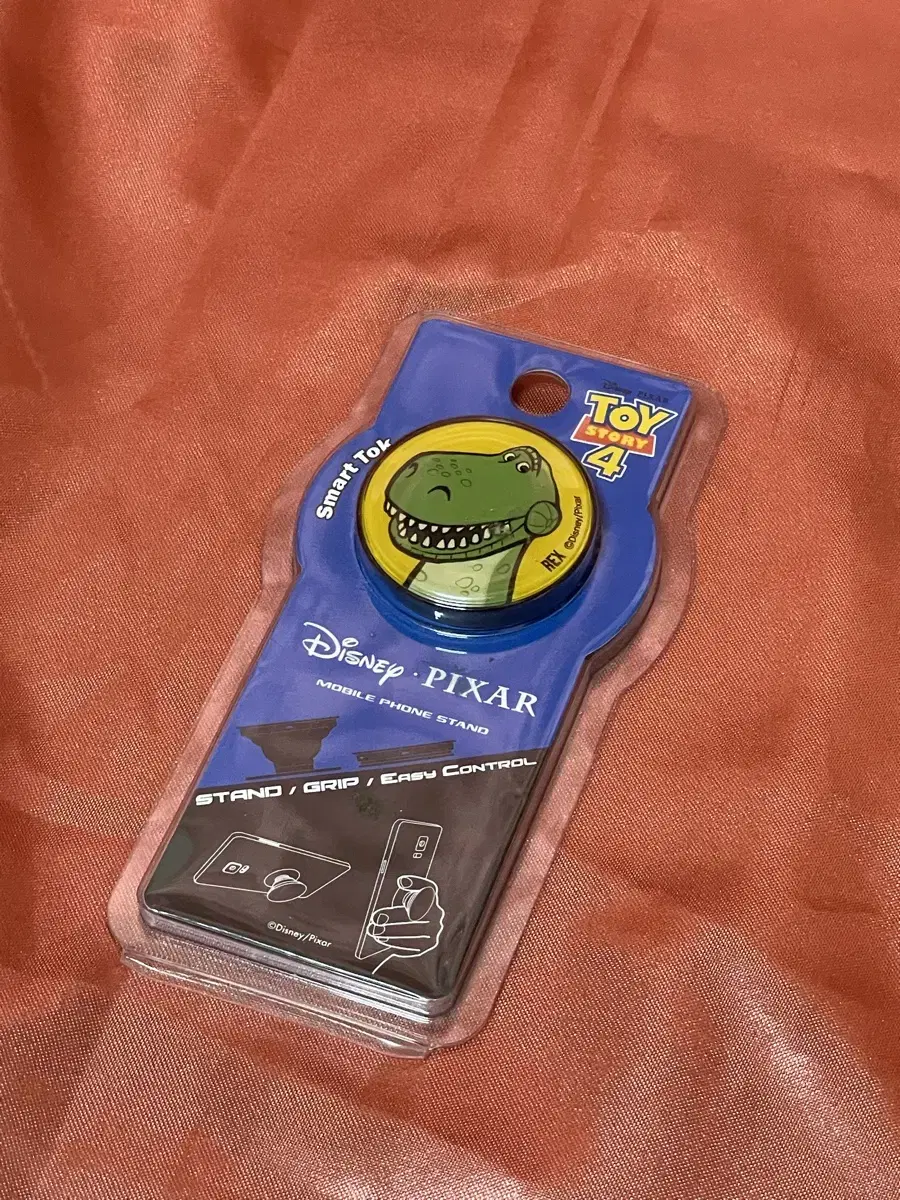 Disney PIXAR
TOY
STORY
4
Smart Tok
REX ©Disney/Pixar
Disney · PIXAR
MOBILE PHONE STAND
STAND / GRIP / EASY CONTROL
©Disney/Pixar